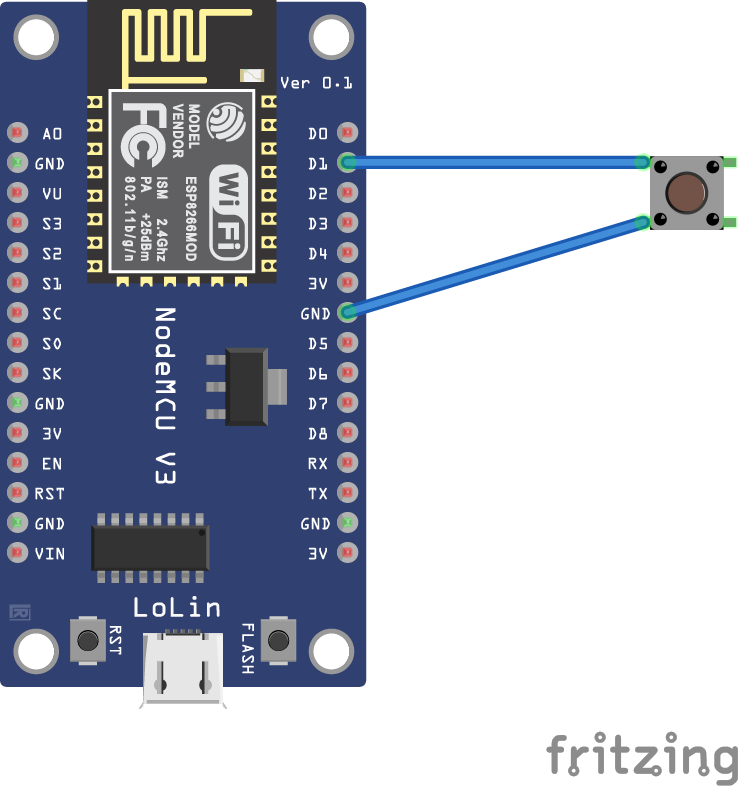 Ver 0.1
MODEL
VENDOR
FC
ISM 2.4Ghz
PA +25dBm
802.11b/g/n
WiFi
ESP8266MOD
A0
GND
VU
S3
S2
S1
SC
S0
SK
GND
3V
EN
RST
GND
VIN
D0
D1
D2
D3
D4
3V
GND
D5
D6
D7
D8
RX
TX
GND
3V
NodeMCU V3
LoLin
RST
FLASH
fritzing